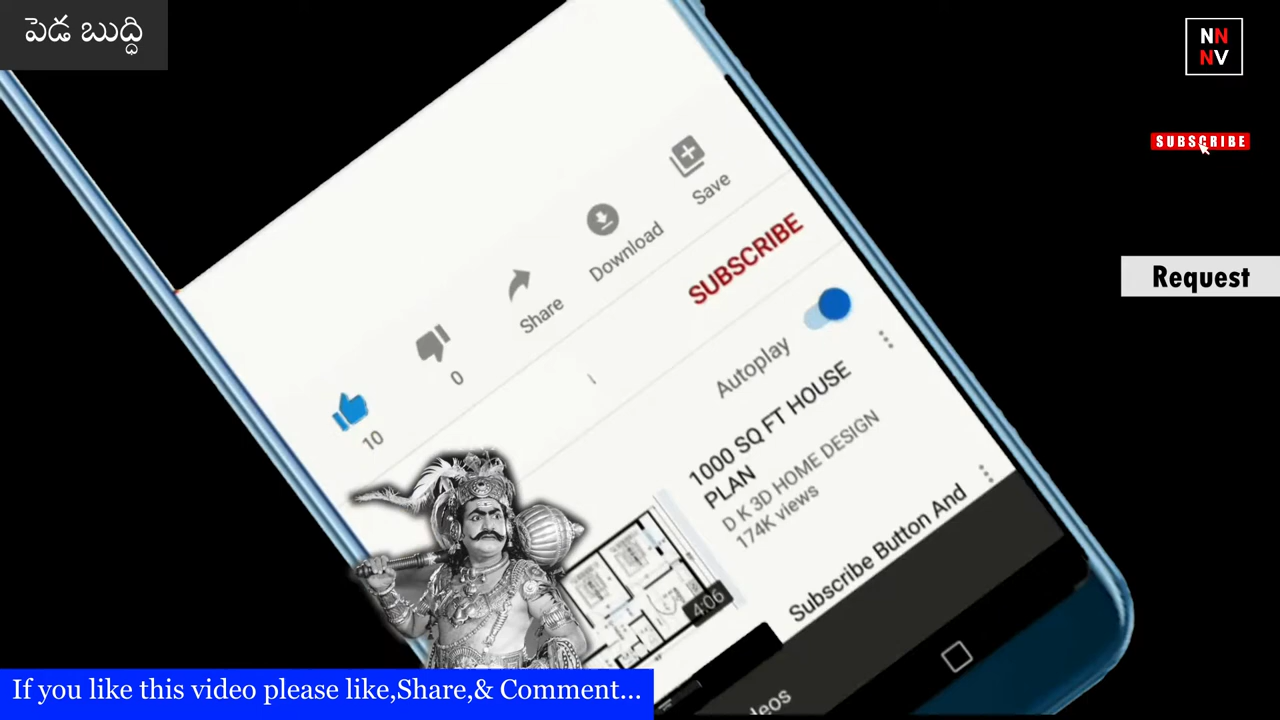 పెడ బుద్ధి
NN
NV
SUBSCRIBE
Request
Save
Download
Share
0
10
SUBSCRIBE
Autoplay
1000 SQ FT HOUSE
PLAN
D K 3D HOME DESIGN
174K views
4:06
Subscribe Button And
If you like this video please like,Share,& Comment...